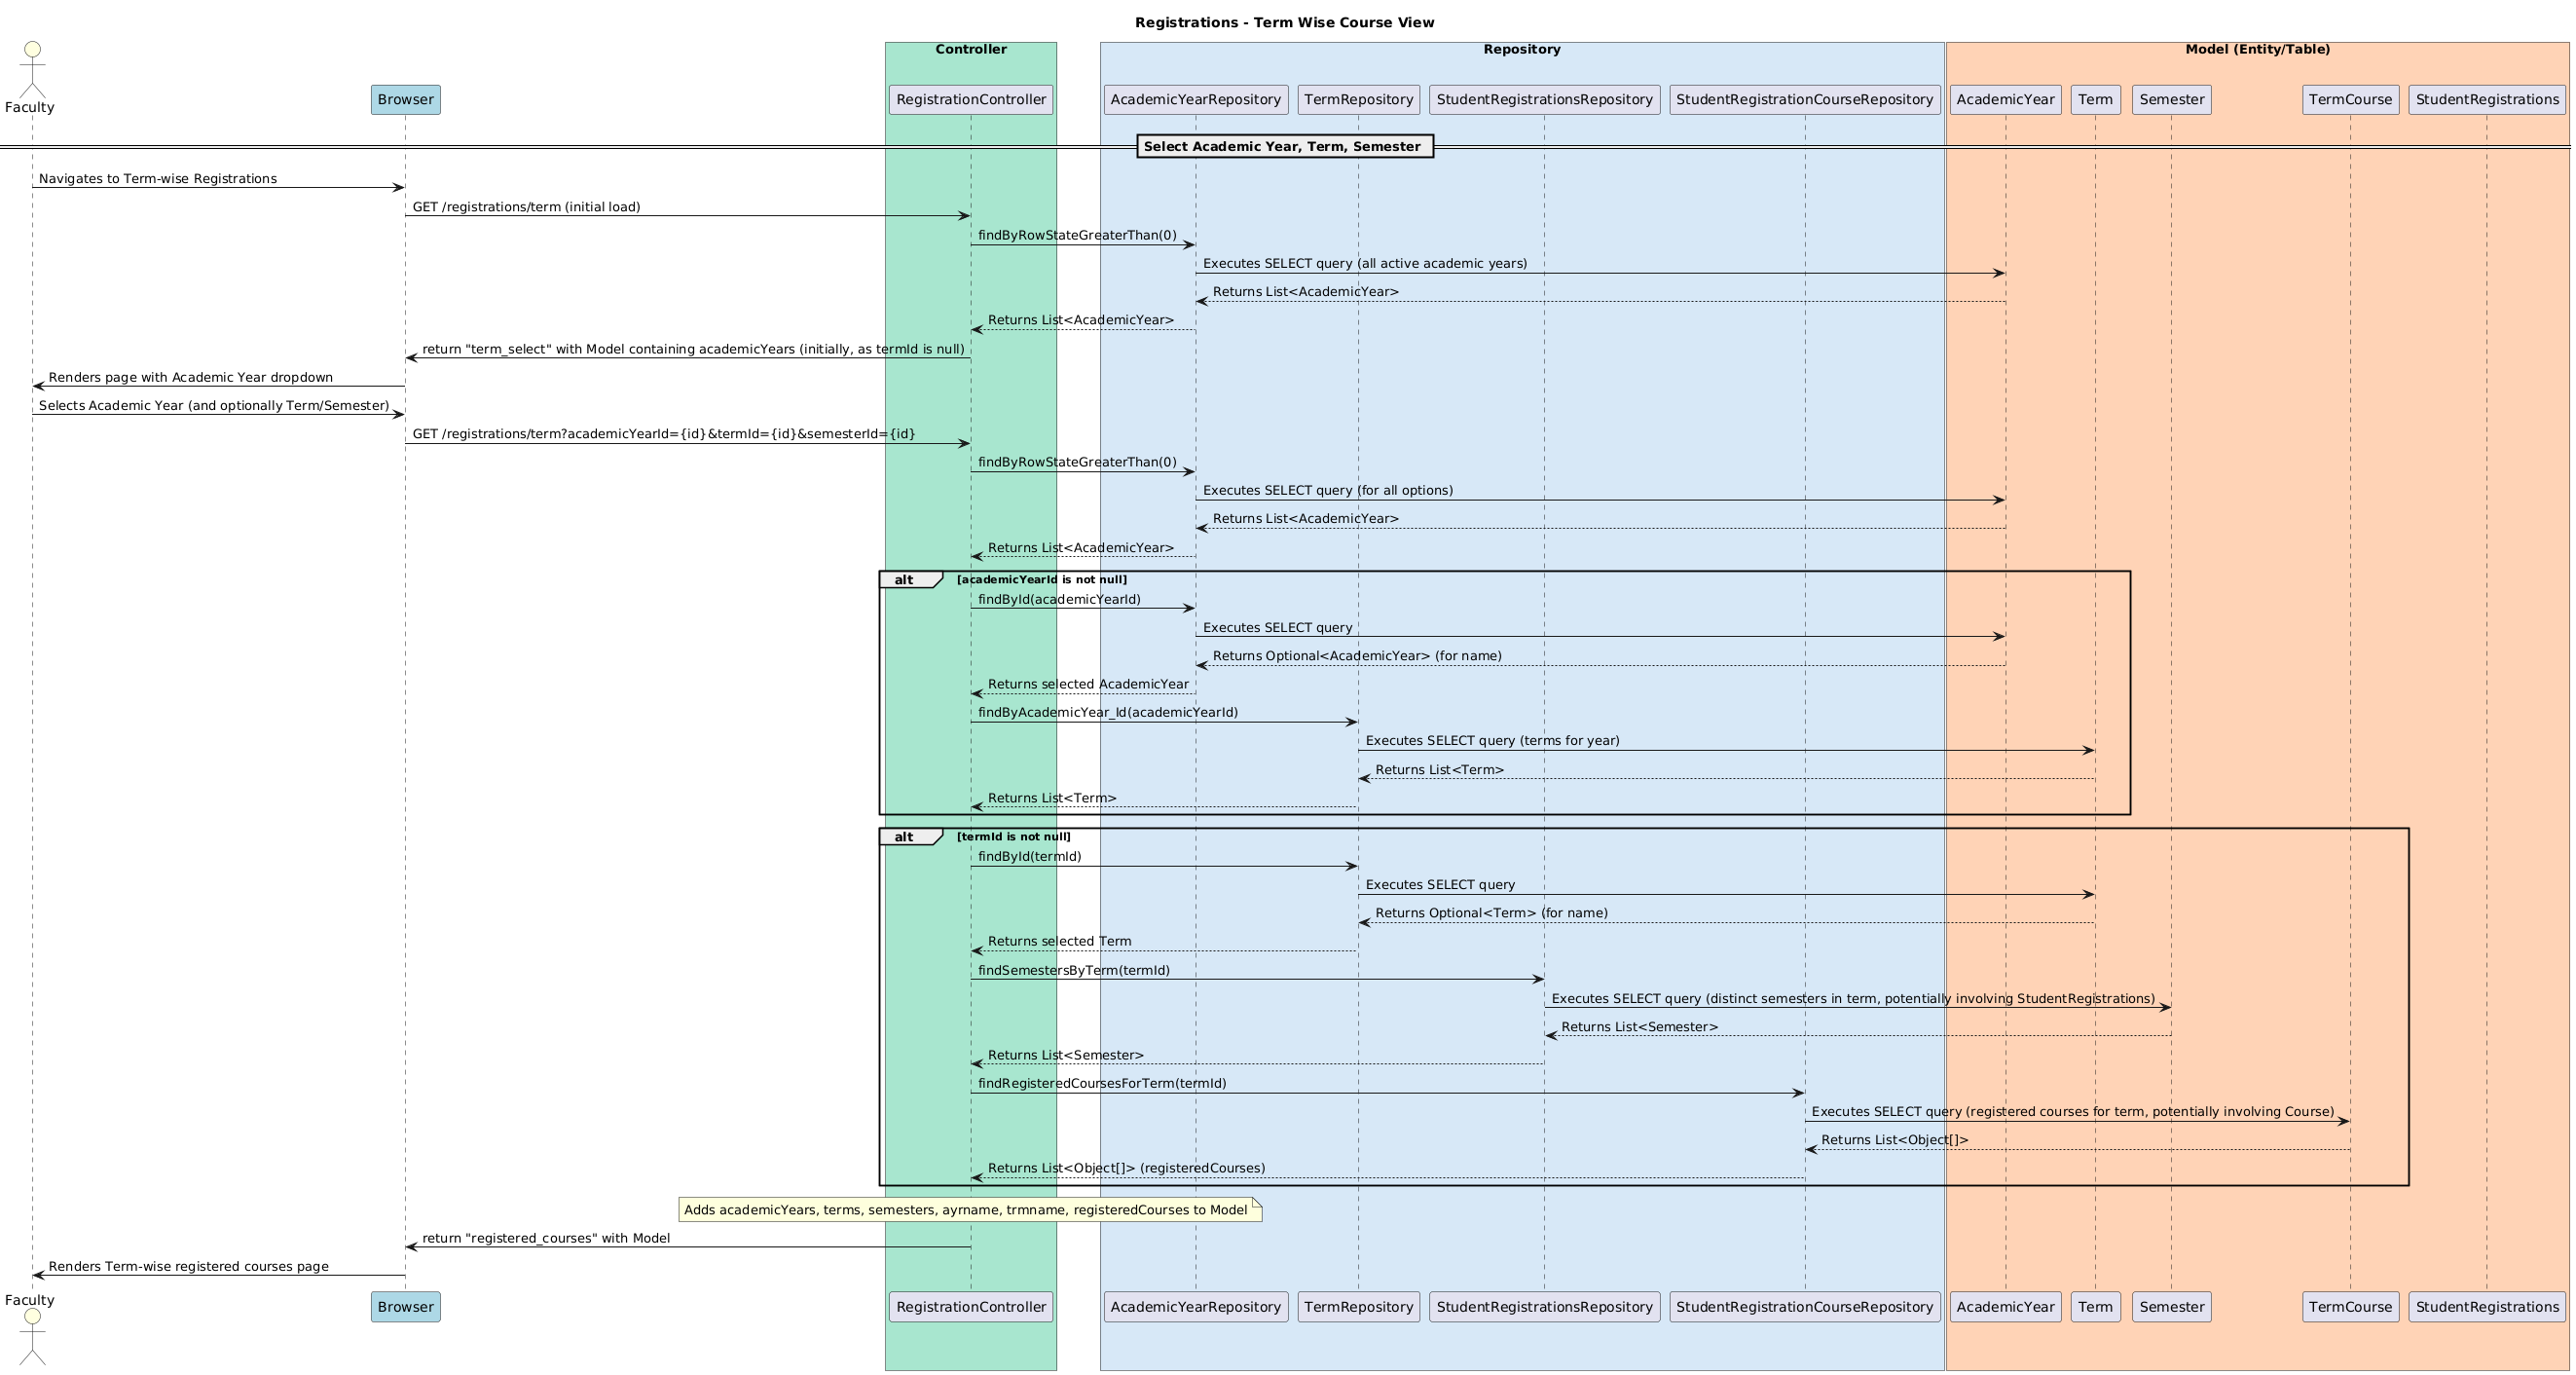 Registrations - Term Wise Course View
Controller
Repository
Model (Entity/Table)
Faculty
Browser
RegistrationController
AcademicYearRepository
TermRepository
StudentRegistrationsRepository
StudentRegistrationCourseRepository
AcademicYear
Term
Semester
TermCourse
StudentRegistrations
Select Academic Year, Term, Semester
Navigates to Term-wise Registrations
GET /registrations/term (initial load)
findByRowStateGreaterThan(0)
Executes SELECT query (all active academic years)
Returns List<AcademicYear>
Returns List<AcademicYear>
return "term_select" with Model containing academicYears (initially, as termId is null)
Renders page with Academic Year dropdown
Selects Academic Year (and optionally Term/Semester)
GET /registrations/term?academicYearId={id}&termId={id}&semesterId={id}
findByRowStateGreaterThan(0)
Executes SELECT query (for all options)
Returns List<AcademicYear>
Returns List<AcademicYear>
alt [academicYearId is not null]
findById(academicYearId)
Executes SELECT query
Returns Optional<AcademicYear> (for name)
Returns selected AcademicYear
findByAcademicYear_Id(academicYearId)
Executes SELECT query (terms for year)
Returns List<Term>
Returns List<Term>
alt [termId is not null]
findById(termId)
Executes SELECT query
Returns Optional<Term> (for name)
Returns selected Term
findSemestersByTerm(termId)
Executes SELECT query (distinct semesters in term, potentially involving StudentRegistrations)
Returns List<Semester>
Returns List<Semester>
findRegisteredCoursesForTerm(termId)
Executes SELECT query (registered courses for term, potentially involving Course)
Returns List<Object[]>
Returns List<Object[]> (registeredCourses)
Adds academicYears, terms, semesters, ayrname, trmname, registeredCourses to Model
return "registered_courses" with Model
Renders Term-wise registered courses page
Faculty
Browser
RegistrationController
AcademicYearRepository
TermRepository
StudentRegistrationsRepository
StudentRegistrationCourseRepository
AcademicYear
Term
Semester
TermCourse
StudentRegistrations